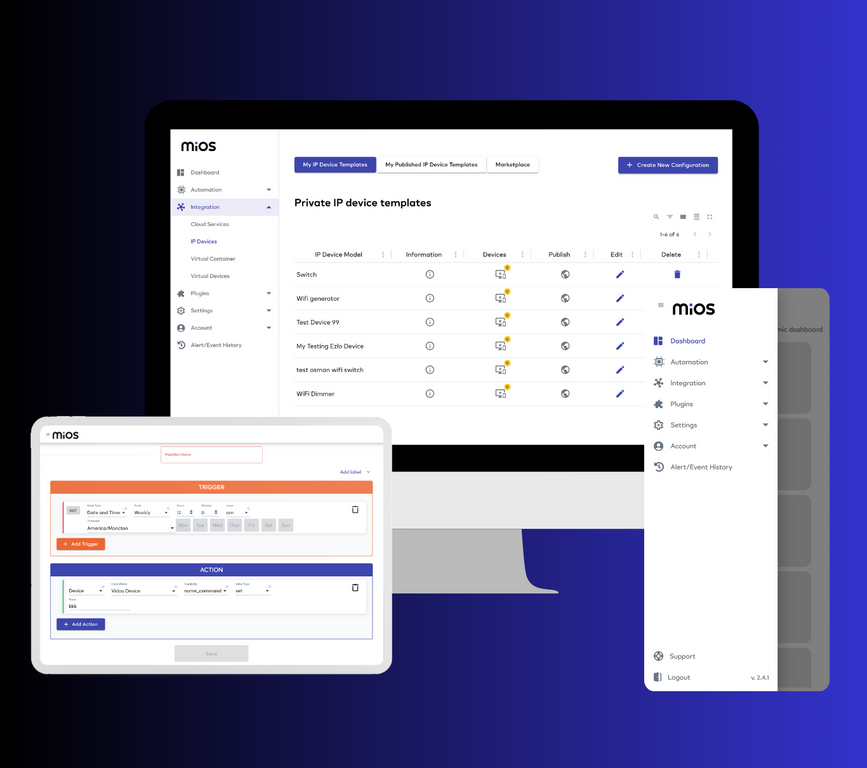 miOS
Dashboard
Automation
Integration
Cloud Services
IP Devices
Virtual Container
Virtual Devices
Plugins
Settings
Account
Alert/Event History
My IP Device Templates My Published IP Device Templates Marketplace
+ Create New Configuration
Private IP device templates
1-6 of 6
IP Device Model Information Devices Publish Edit Delete
Switch
Wifi generator
Test Device 99
My Testing Ezlo Device
test osman wifi switch
WiFi Dimmer
miOS
Add label
TRIGGER
NOT
Date and Time Weekly 12 0 am
America/Moncton
Mon Tue Wed Thur Fri Sat Sun
+ Add Trigger
ACTION
Device Video Device name_command set
kkk
+ Add Action
Save
miOS
mic dashboard
Dashboard
Automation
Integration
Plugins
Settings
Account
Alert/Event History
Support
Logout v. 2.4.1